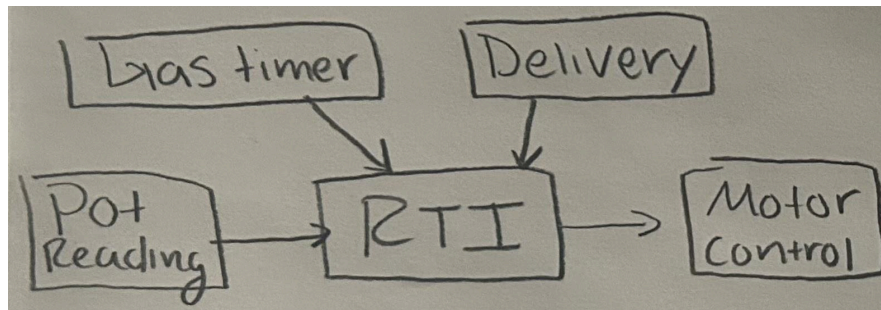 Gas timer
Delivery
Pot
Reading
RTI
Motor
Control